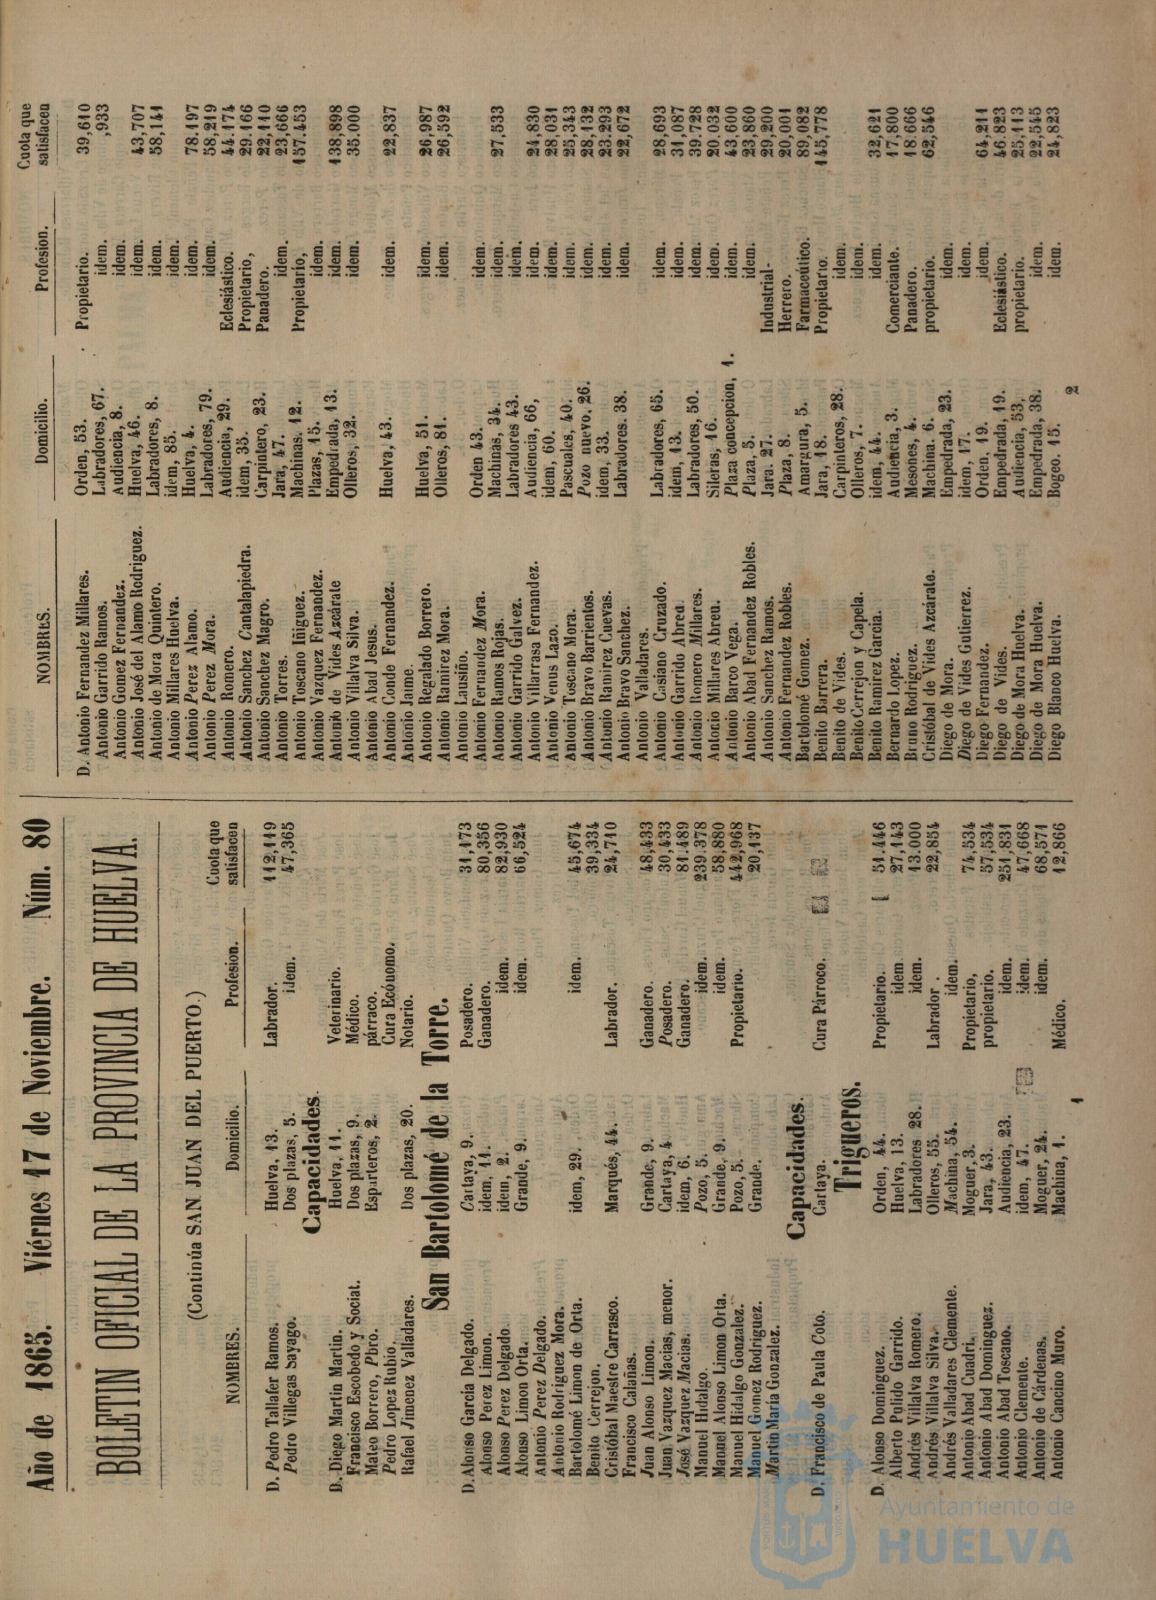 Año de 1865. Viérnes 17 de Noviembre. Núm. 80
BOLETIN OFICIAL DE LA PROVINCIA DE HUELVA.
(Continúa SAN JUAN DEL PUERTO.)
NOMBRES. Domicilio. Profesion. Cuota que satisfacen
D. Pedro Tallafer Ramos. Huelva, 13. Labrador. 112,119
Pedro Villegas Sayago. Dos plazas, 5. idem. 47,365
Capacidades.
D. Diego Martin Martin. Huelva, 11. Veterinario.
Francisco Escobedo y Sociat. Dos plazas, 9. Médico.
Mateo Borrero, Pbro. Esparteros, 2. párraco.
Pedro Lopez Rubio. Cura Ecónomo.
Rafael Jimenez Valladares. Dos plazas, 20. Notario.
San Bartolomé de la Torre.
D. Alonso Garcia Delgado. Cartaya, 9. Posadero. 31,473
Alonso Perez Limon. idem, 11. Ganadero. 80,356
Alonso Perez Delgado idem, 2. idem. 82,930
Alonso Limon Orta. Grande, 9. idem. 66,524
Antonio Perez Delgado.
Antonio Rodriguez Mora.
Bartolomé Limon de Orta. idem, 29. idem. 45,674
Benito Cerrejon. 39,334
Cristóbal Maestre Carrasco. Marqués, 44. Labrador. 24,710
Francisco Calañas.
Juan Alonso Limon. Grande, 9. Ganadero. 48,433
Juan Vazquez Macias, menor. Cartaya, 4 Posadero. 30,433
José Vazquez Macias. idem, 6. Ganadero. 81.489
Manuel Hidalgo. Pozo, 5. idem. 239.378
Manuel Alonso Limon Orta. Grande, 9. idem. 58,880
Manuel Hidalgo Gonzalez. Pozo, 5. Propietario. 442,968
Manuel Gomez Rodriguez. Grande. 20,137
Martin Maria Gonzalez.
Capacidades.
D. Francisco de Paula Coto. Cartaya. Cura Párroco.
Trigueros.
D. Alonso Dominguez. Orden, 44. Propietario. 51.446
Alberto Pulido Garrido. Huelva, 13. idem 27,143
Andrés Villalva Romero. Labradores 28. idem. 13.000
Andrés Villalva Silva. Olleros, 55. Labrador. 22,854
Andrés Valladares Clemente. Machina, 54. idem.
Antonio Abad Cuadri. Moguer, 3. Propietario, 74,534
Antonio Abad Dominguez. Jara, 43. propietario. 57,534
Antonio Abad Toscano. Audiencia, 23. idem. 251,831
Antonio Clemente. idem, 47. idem. 47,668
Antonio de Cárdenas. Moguer, 24. idem. 68,571
Antonio Cancino Muro. Machina, 1. Médico. 12,866
1
NOMBRES. Domicilio. Profesion. Cuota que satisfacen
D. Antonio Fernandez Millares. Orden, 53. Propietario. 39,610
Antonio Garrido Ramos. Labradores, 67. idem. ,933
Antonio Gomez Fernandez. Audiencia, 8. idem.
Antonio José del Alamo Rodriguez. Huelva, 46. idem. 43,707
Antonio de Mora Quintero. Labradores, 8. idem. 58,141
Antonio Millares Huelva. idem, 85. idem.
Antonio Perez Alamo. Huelva, 4. idem. 78.197
Antonio Perez Mora. Labradores, 79. idem. 58,219
Antonio Romero. Audiencia, 29. Eclesiástico. 44.174
Antonio Sanchez Cantalapiedra. idem, 35. Propietario, 29.166
Antonio Sanchez Magro. Carpintero, 23. Panadero. 22,110
Antonio Torres. Jara, 47. idem. 23,666
Antonio Toscano Iñiguez. Machinas, 12. Propietario, 157.453
Antonio Vazquez Fernandez. Plazas, 15. idem.
Antonio de Vides Azcárate Empedrada, 13. idem. 138,898
Antonio Villalva Silva. Olleros, 32. idem. 35.000
Antonio Abad Jesus.
Antonio Conde Fernandez. Huelva, 43. idem. 22,837
Antonio Jaime.
Antonio Regalado Borrero. Huelva, 51. idem. 26,987
Antonio Ramirez Mora. Olleros, 81. idem. 26,592
Antonio Lausiño.
Antonio Fernandez Mora. Orden 43. idem.
Antonio Ramos Rojas. Machinas, 34. idem. 27,533
Antonio Garrido Galvez. Labradores 43. idem.
Antonio Villarrasa Fernandez. Audiencia, 66, idem. 24,830
Antonio Venus Lazo. idem, 60. idem. 28,031
Antonio Toscano Mora. Pascuales, 40. idem. 25,343
Antonio Bravo Barrientos. Pozo nuevo, 26. idem. 28,132
Antonio Ramirez Cuevas. idem, 33. idem. 23,293
Antonio Bravo Sanchez. Labradores. 38. idem. 22,672
Antonio Valladares.
Antonio Casiano Cruzado. Labradores, 65. idem. 28,693
Antonio Garrido Abreu. idem, 13. idem. 31,087
Antonio Romero Millares. Labradores, 50. idem. 39.728
Antonio Millares Abreu. Sileras, 16. idem. 20 032
Antonio Barco Vega. Plaza concepcion, 1. idem. 43,600
Antonio Abad Fernandez Robles. Plaza, 5. idem. 23,860
Antonio Sanchez Ramos. Jara. 27. Industrial- 29,200
Antonio Fernandez Robles. Plaza, 8. Herrero. 20,001
Bartolomé Gomez. Amargura, 5. Farmaceútico. 89,082
Benito Barrera. Jara, 18. Propietario. 145,778
Benito de Vides. Carpinteros, 28. idem.
Benito Cerrejon y Capela. Olleros, 7. idem.
Benito Ramirez Garcia. idem, 44. idem. 32,621
Bernardo Lopez. Audiencia, 3. Comerciante. 47,800
Bruno Rodriguez. Mesones, 4. Panadero. 18,666
Cristóbal de Vides Azcárate. Machina. 6. propietario. 62,546
Diego de Mora. Empedrada, 23. idem.
Diego de Vides Gutierrez. idem, 17. idem.
Diego Fernandez. Orden, 19. idem. 64,211
Diego de Vides. Empedrada, 19. Eclesiástico. 46.823
Diego de Mora Huelva. Audiencia, 53, propietario. 25,113
Diego de Mora Huelva. Empedrada, 38. idem. 22,545
Diego Blanco Huelva. Bogeo. 15. idem. 24,823
2
Ayuntamiento de
HUELVA